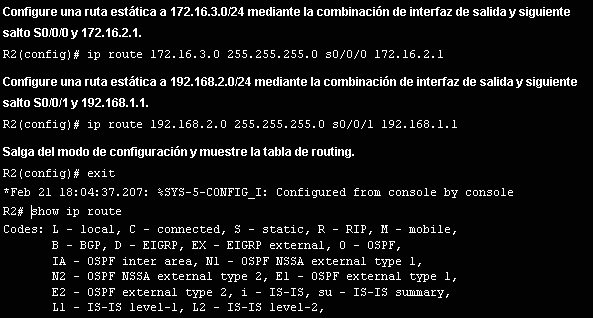 Configure una ruta estática a 172.16.3.0/24 mediante la combinación de interfaz de salida y siguiente
salto S0/0/0 y 172.16.2.1.
R2(config)# ip route 172.16.3.0 255.255.255.0 s0/0/0 172.16.2.1
Configure una ruta estática a 192.168.2.0/24 mediante la combinación de interfaz de salida y siguiente
salto S0/0/1 y 192.168.1.1.
R2(config)# ip route 192.168.2.0 255.255.255.0 s0/0/1 192.168.1.1
Salga del modo de configuración y muestre la tabla de routing.
R2(config)# exit
*Feb 21 18:04:37.207: %SYS-5-CONFIG_I: Configured from console by console
R2# show ip route
Codes: L - local, C - connected, S - static, R - RIP, M - mobile,
B - BGP, D - EIGRP, EX - EIGRP external, O - OSPF,
IA - OSPF inter area, N1 - OSPF NSSA external type 1,
N2 - OSPF NSSA external type 2, E1 - OSPF external type 1,
E2 - OSPF external type 2, i - IS-IS, su - IS-IS summary,
L1 - IS-IS level-1, L2 - IS-IS level-2,